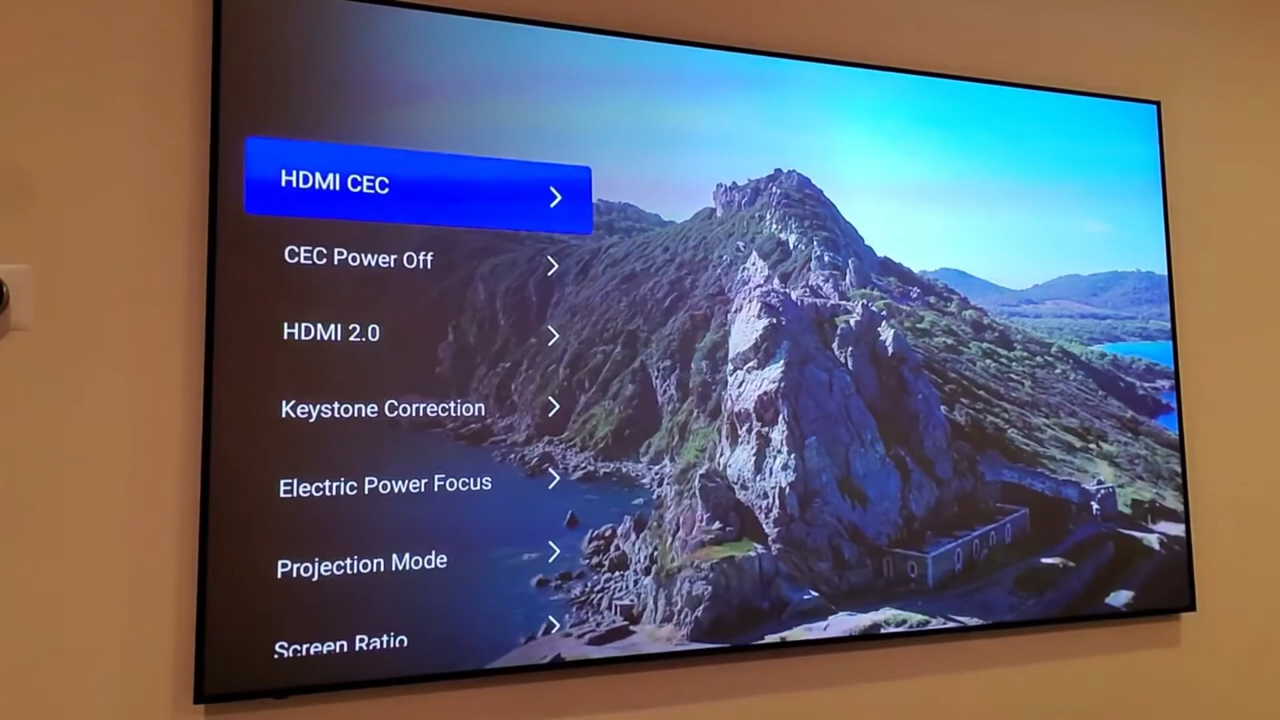 HDMI CEC
CEC Power Off
HDMI 2.0
Keystone Correction
Electric Power Focus
Projection Mode
Screen Ratio